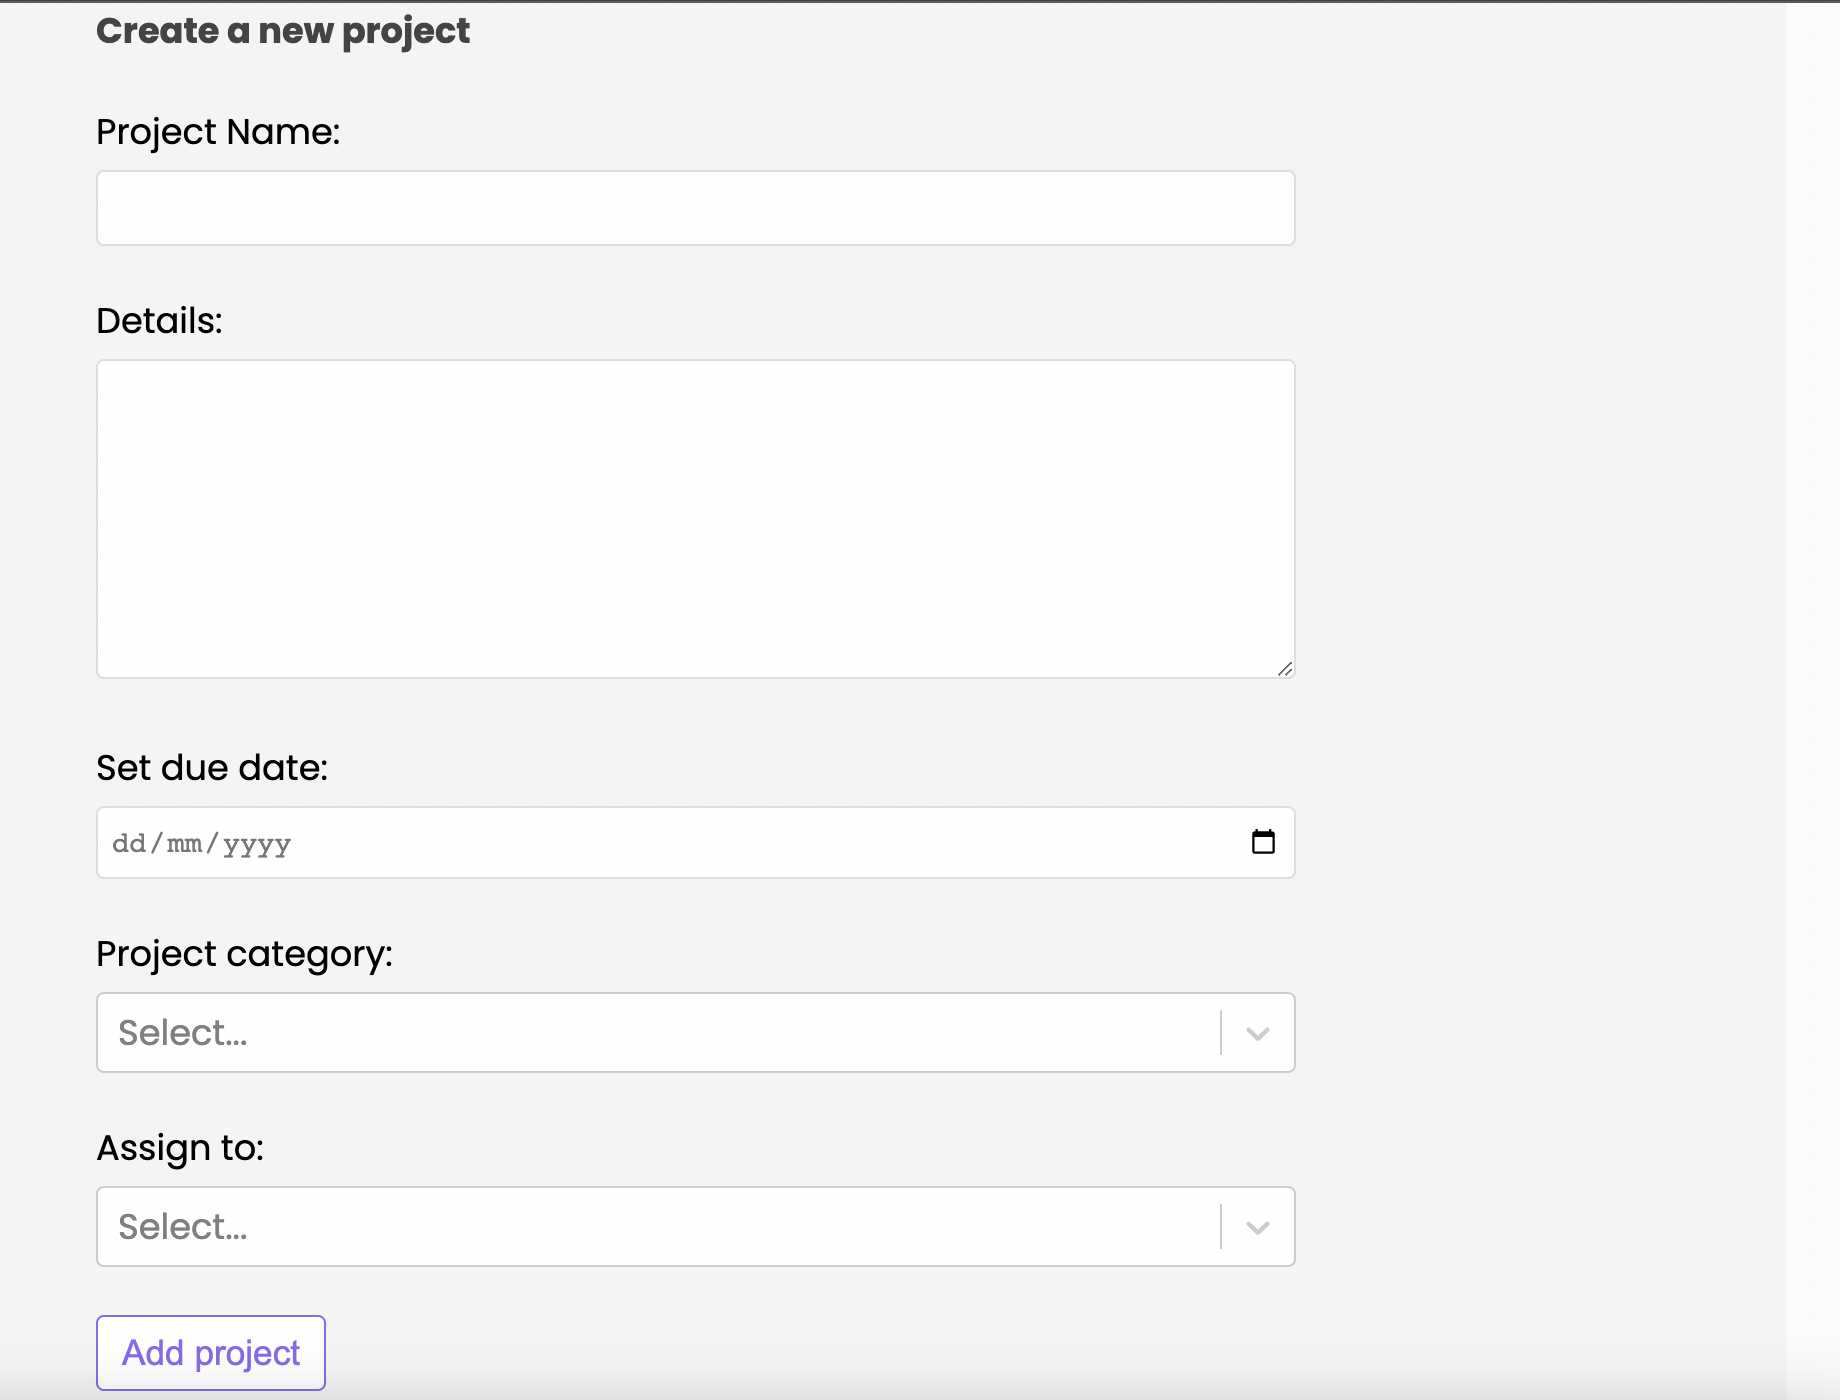 Create a new project
Project Name:
Details:
Set due date:
dd/mm/yyyy
Project category:
Select...
Assign to:
Select...
Add project